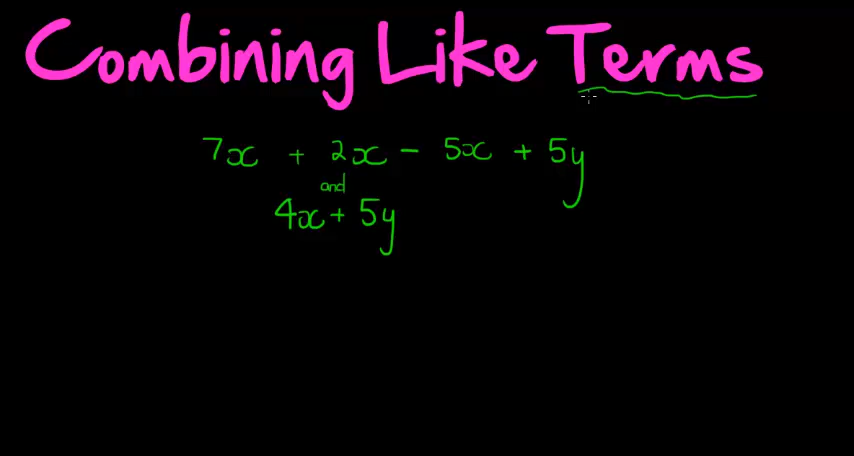 Combining Like Terms
7x + 2x - 5x + 5y
and
4x + 5y